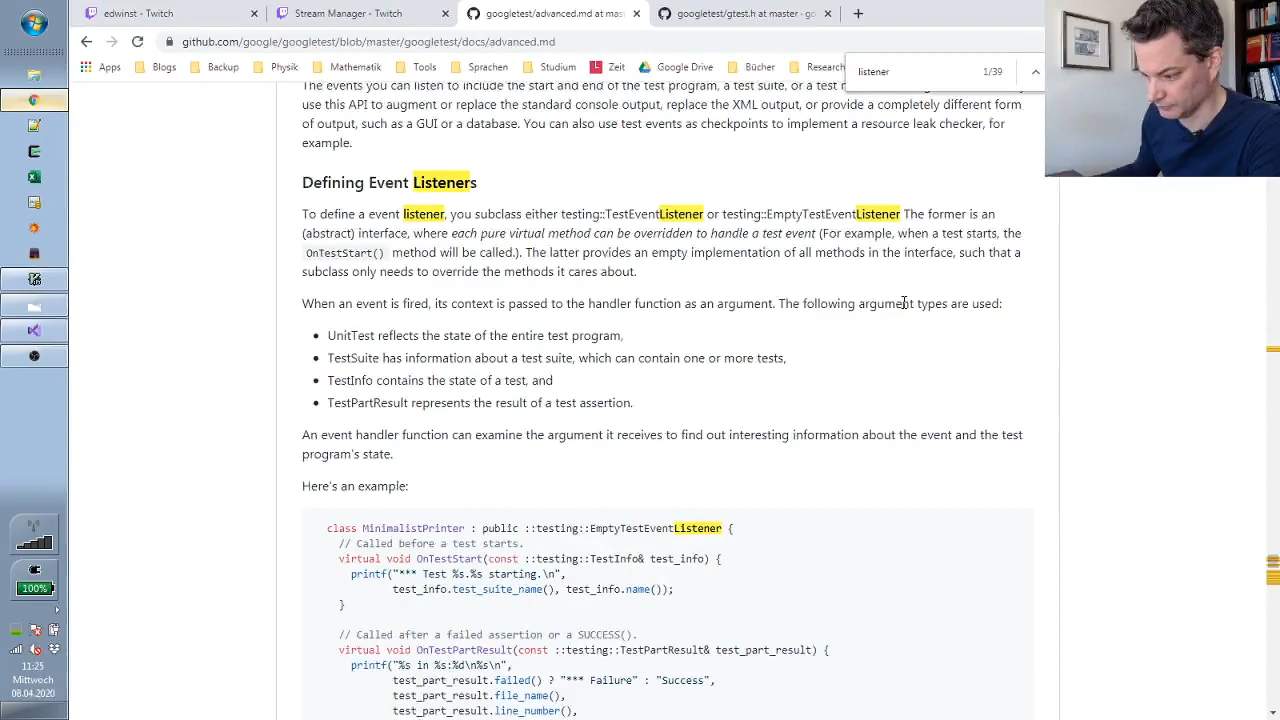 edwinst - Twitch
Stream Manager - Twitch
googletest/advanced.md at mas
googletest/gtest.h at master · go
github.com/google/googletest/blob/master/googletest/docs/advanced.md
Apps
Blogs
Backup
Physik
Mathema
Tools
Sprachen
Studium
Zeit
Google Drive
Bücher
Research
listener
1/39
The events you can listen to include the start and end of the test program, a test suite, or a test
use this API to augment or replace the standard console output, replace the XML output, or provide a completely different form
of output, such as a GUI or a database. You can also use test events as checkpoints to implement a resource leak checker, for
example.
Defining Event Listeners
To define a event listener, you subclass either testing::TestEventListener or testing::EmptyTestEventListener The former is an
(abstract) interface, where each pure virtual method can be overridden to handle a test event (For example, when a test starts, the
OnTestStart() method will be called.). The latter provides an empty implementation of all methods in the interface, such that a
subclass only needs to override the methods it cares about.
When an event is fired, its context is passed to the handler function as an argument. The following argument types are used:
• UnitTest reflects the state of the entire test program,
• TestSuite has information about a test suite, which can contain one or more tests,
• TestInfo contains the state of a test, and
• TestPartResult represents the result of a test assertion.
An event handler function can examine the argument it receives to find out interesting information about the event and the test
program's state.
Here's an example:
class MinimalistPrinter : public ::testing::EmptyTestEventListener {
// Called before a test starts.
virtual void OnTestStart(const ::testing::TestInfo& test_info) {
printf("*** Test %s.%s starting.\n",
test_info.test_suite_name(), test_info.name());
}
// Called after a failed assertion or a SUCCESS().
virtual void OnTestPartResult(const ::testing::TestPartResult& test_part_result) {
printf("%s in %s:%d\n%s\n",
test_part_result.failed() ? "*** Failure" : "Success",
test_part_result.file_name(),
test_part_result.line_number(),
100%
11:25
Mittwoch
08.04.2020